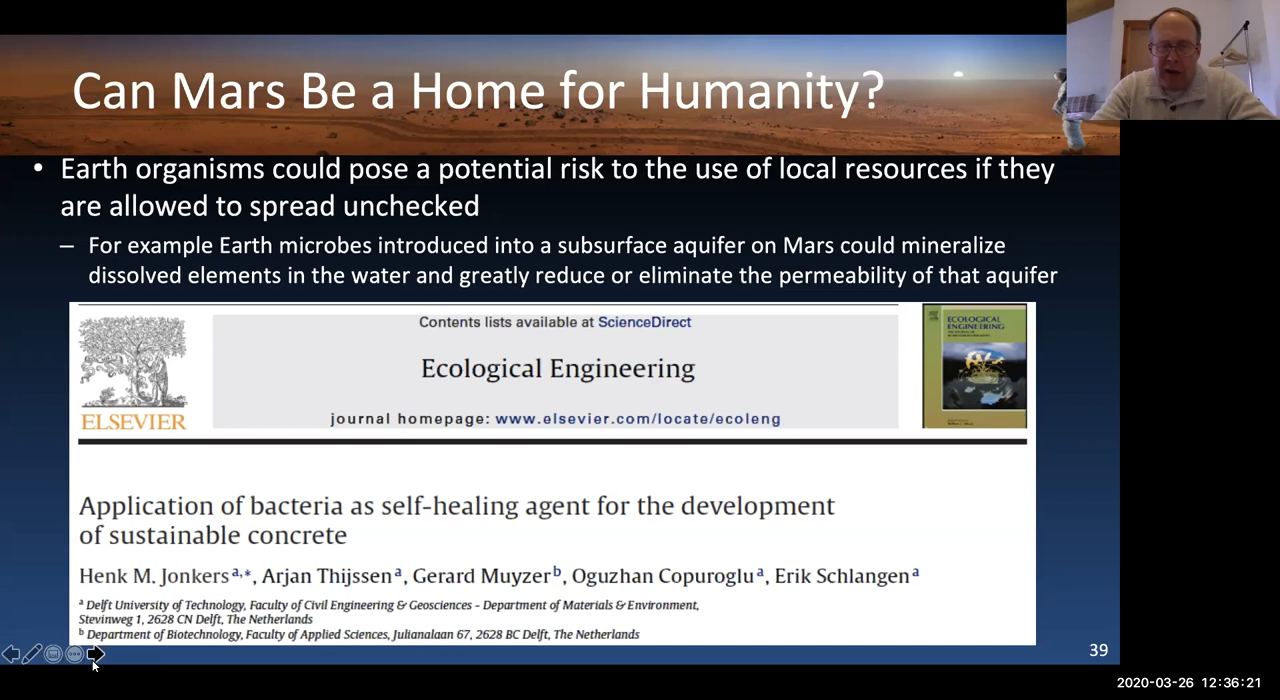 Can Mars Be a Home for Humanity?
• Earth organisms could pose a potential risk to the use of local resources if they
are allowed to spread unchecked
– For example Earth microbes introduced into a subsurface aquifer on Mars could mineralize
dissolved elements in the water and greatly reduce or eliminate the permeability of that aquifer
Contents lists available at ScienceDirect
Ecological Engineering
journal homepage: www.elsevier.com/locate/ecoleng
ELSEVIER
ECOLOGICAL
ENGINEERING
Application of bacteria as self-healing agent for the development
of sustainable concrete
Henk M. Jonkers a,*, Arjan Thijssen a, Gerard Muyzer b, Oguzhan Copuroglu a, Erik Schlangen a
a Delft University of Technology, Faculty of Civil Engineering & Geosciences – Department of Materials & Environment,
Stevinweg 1, 2628 CN Delft, The Netherlands
b Department of Biotechnology, Faculty of Applied Sciences, Julianalaan 67, 2628 BC Delft, The Netherlands
39
2020-03-26 12:36:21